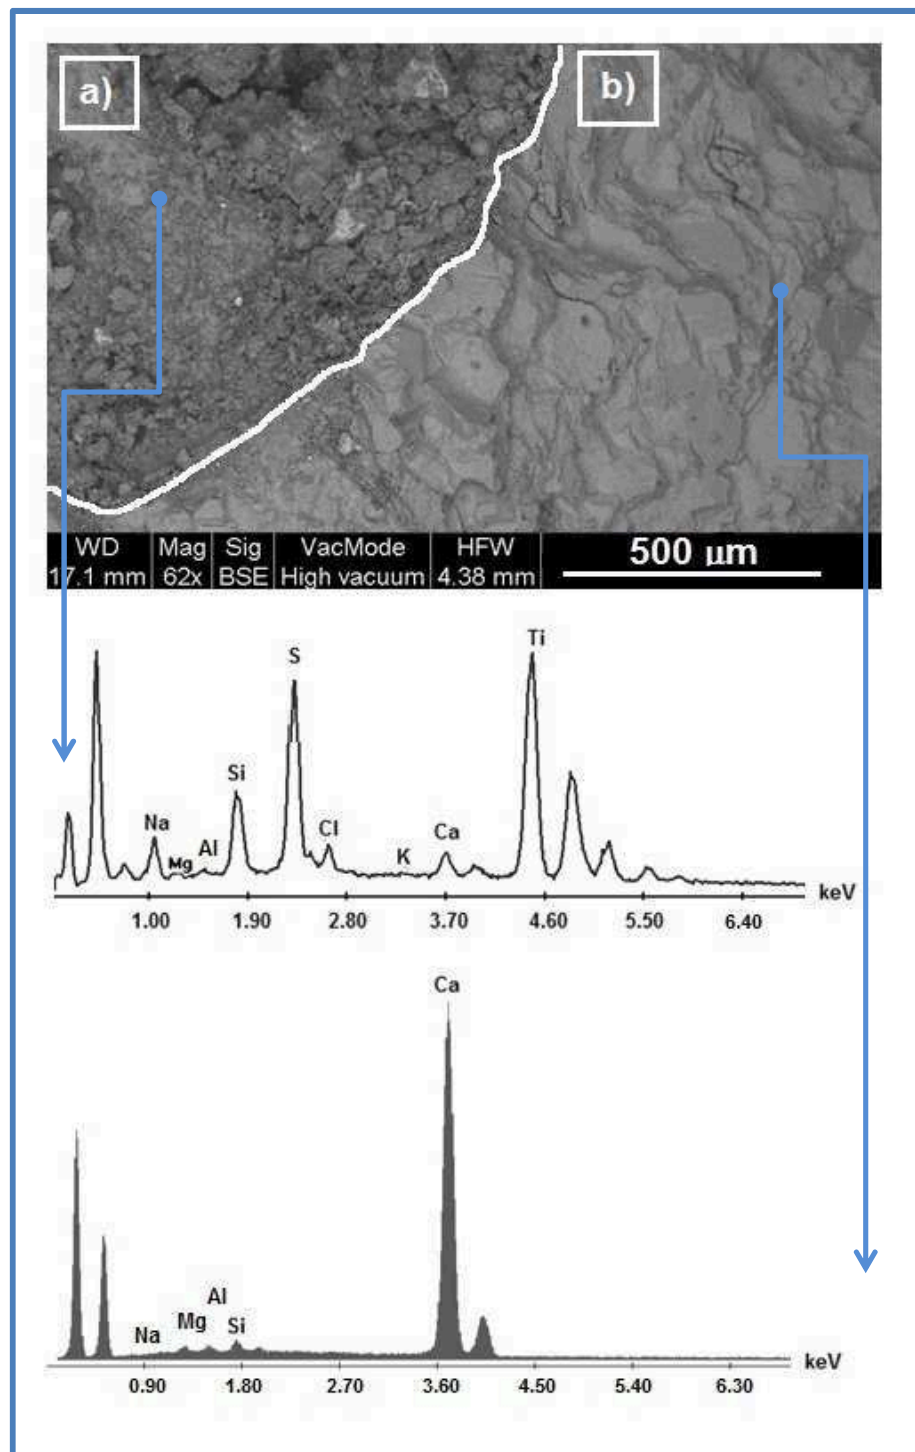 a) b)
WD Mag Sig VacMode HFW 500 µm
17.1 mm 62x BSE High vacuum 4.38 mm
Ti
S
Si
Na Cl Ca
Mg Al K
keV
1.00 1.90 2.80 3.70 4.60 5.50 6.40
Ca
Al
Na Mg Si
keV
0.90 1.80 2.70 3.60 4.50 5.40 6.30